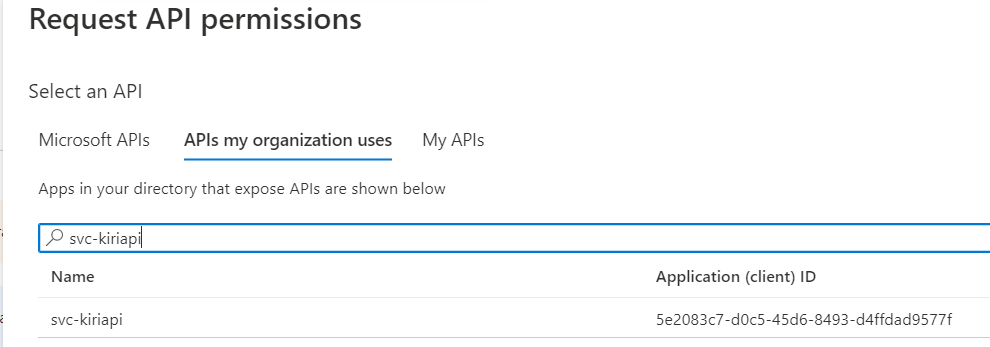 Request API permissions
Select an API
Microsoft APIs APIs my organization uses My APIs
Apps in your directory that expose APIs are shown below
svc-kiriapi
Name Application (client) ID
svc-kiriapi 5e2083c7-d0c5-45d6-8493-d4ffdad9577f